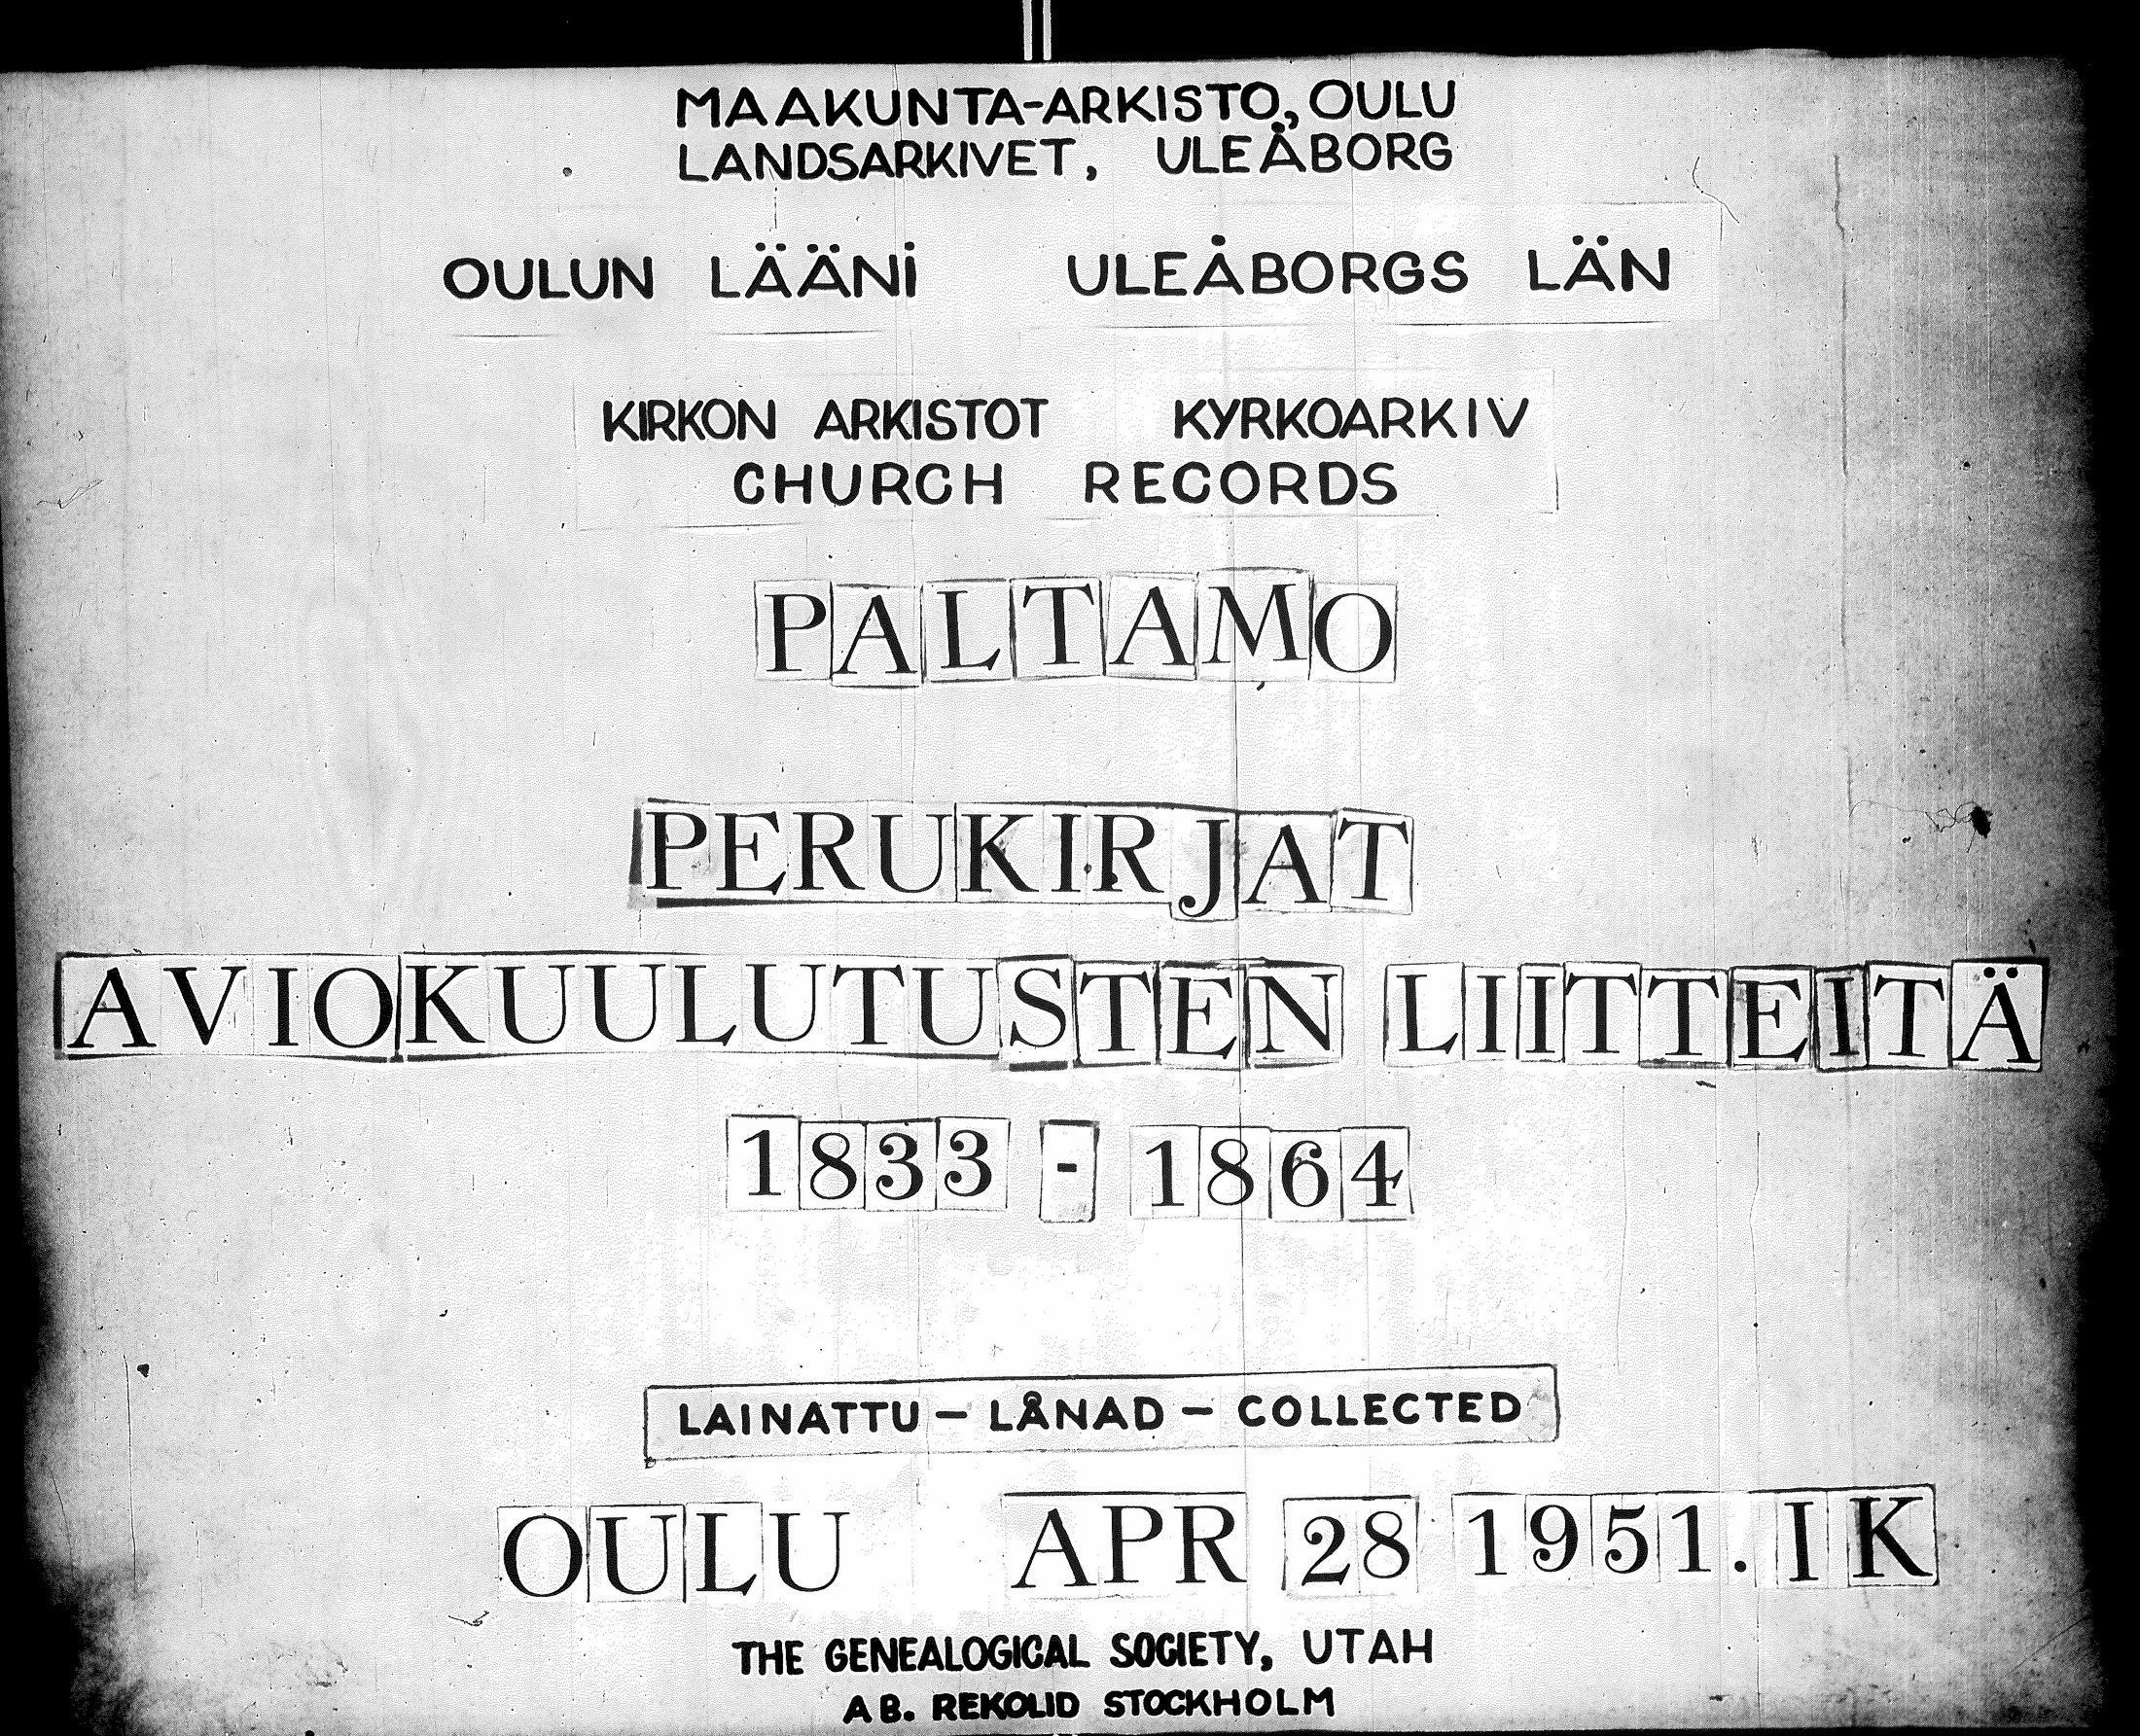 MAAKUNTA-ARKISTO, OULU
LANDSARKIVET, ULEÅBORG
OULUN LÄÄNI ULEÅBORGS LÄN
KIRKON ARKISTOT KYRKOARKIV
CHURCH RECORDS
PALTAMO
PERUKIRJAT
AVIOKUULUTUSTEN LIITTEITÄ
1833 - 1864
LAINATTU - LÅNAD - COLLECTED
OULU APR 28 1951. IK
THE GENEALOGICAL SOCIETY, UTAH
AB. REKOLID STOCKHOLM